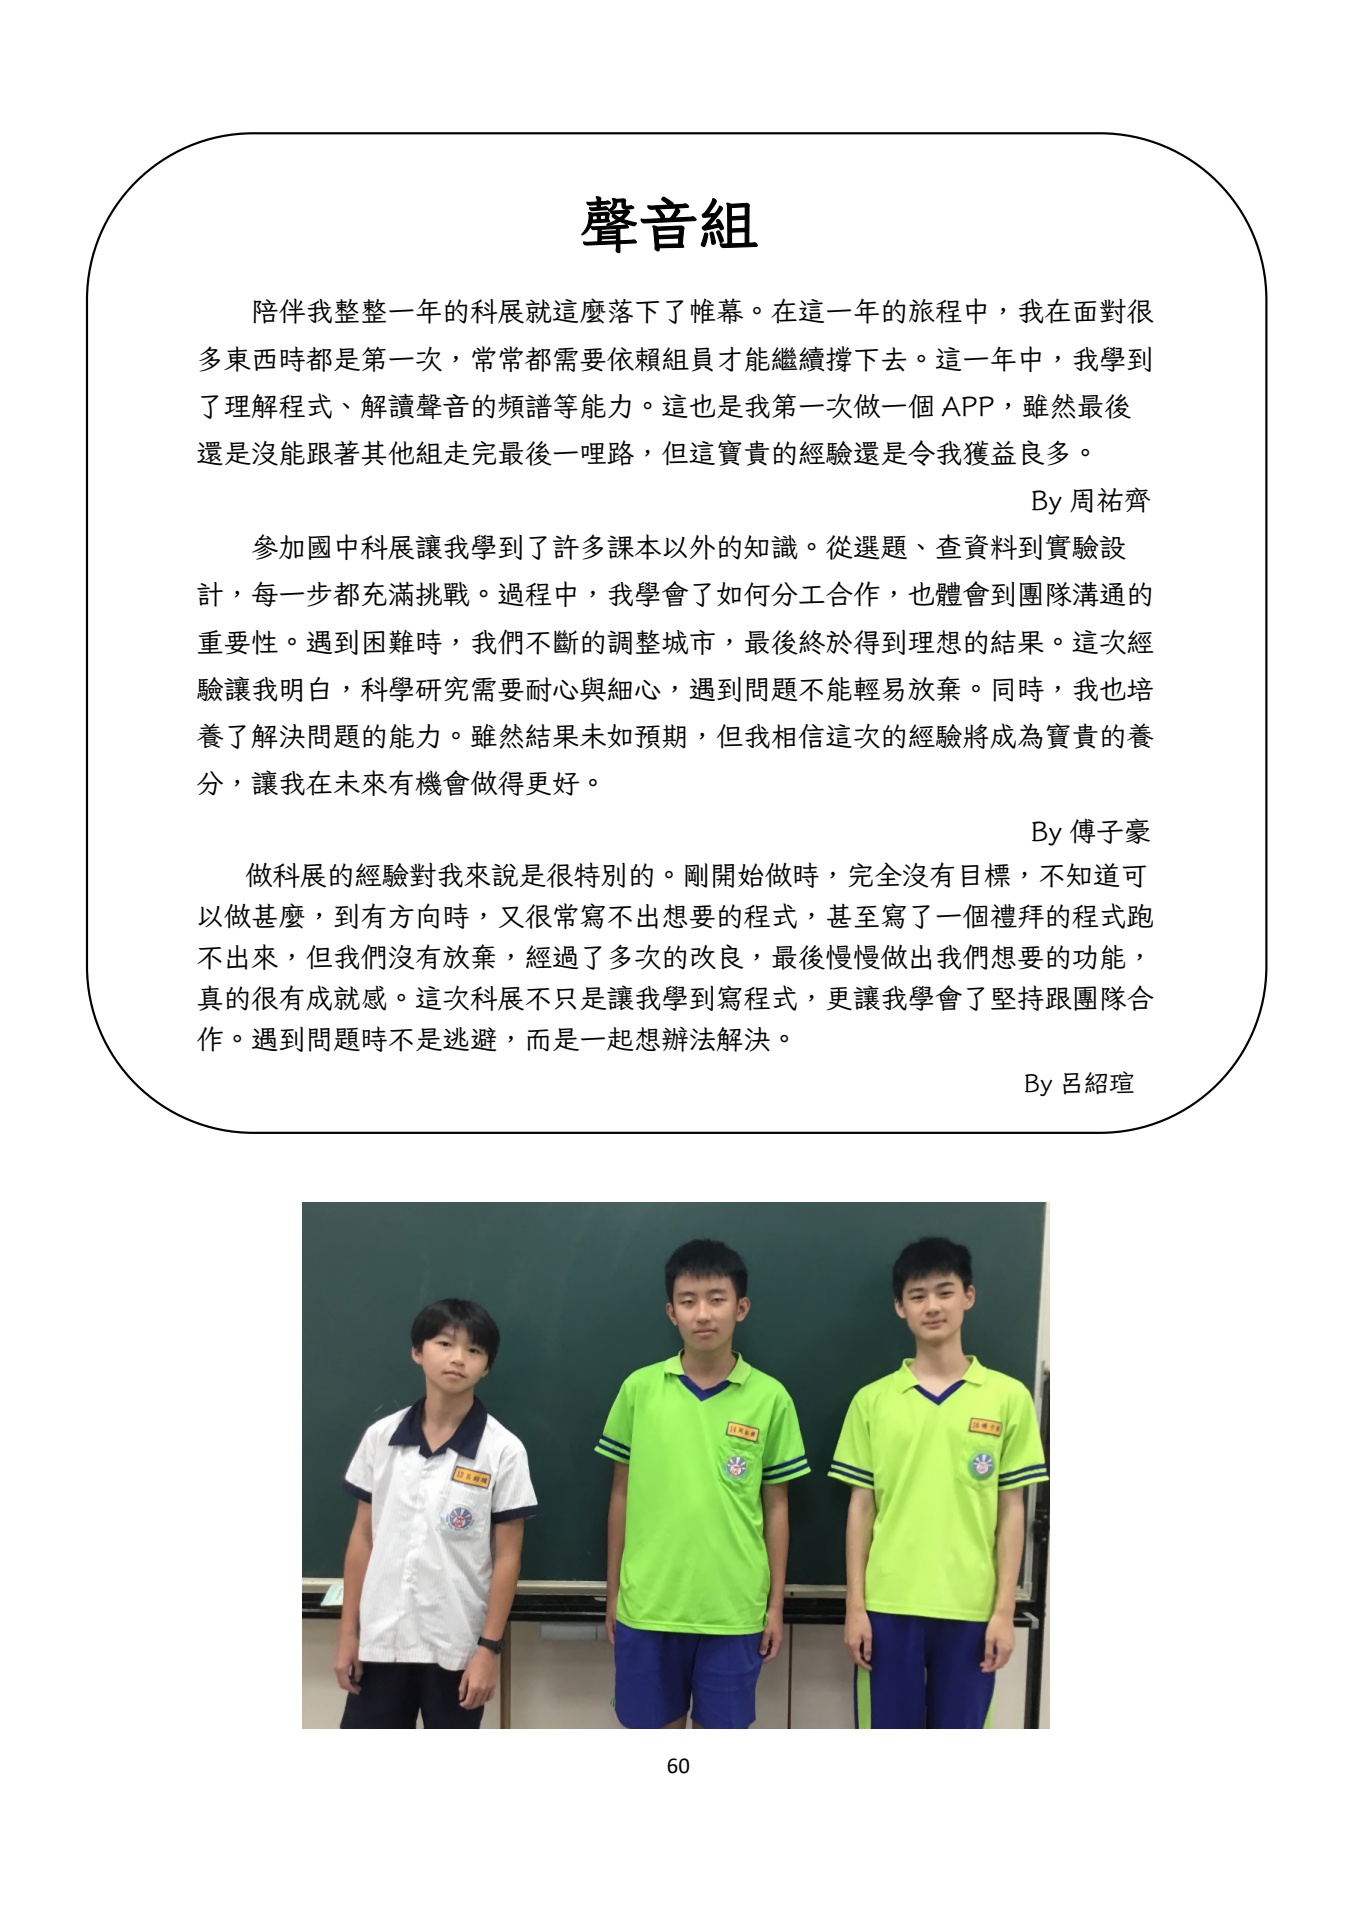 聲音組
陪伴我整整一年的科展就這麼落下了帷幕。在這一年的旅程中，我在面對很
多東西時都是第一次，常常都需要依賴組員才能繼續撐下去。這一年中，我學到
了理解程式、解讀聲音的頻譜等能力。這也是我第一次做一個 APP，雖然最後
還是沒能跟著其他組走完最後一哩路，但這寶貴的經驗還是令我獲益良多。
By 周祐齊
參加國中科展讓我學到了許多課本以外的知識。從選題、查資料到實驗設
計，每一步都充滿挑戰。過程中，我學會了如何分工合作，也體會到團隊溝通的
重要性。遇到困難時，我們不斷的調整城市，最後終於得到理想的結果。這次經
驗讓我明白，科學研究需要耐心與細心，遇到問題不能輕易放棄。同時，我也培
養了解決問題的能力。雖然結果未如預期，但我相信這次的經驗將成為寶貴的養
分，讓我在未來有機會做得更好。
By 傅子豪
做科展的經驗對我來說是很特別的。剛開始做時，完全沒有目標，不知道可
以做甚麼，到有方向時，又很常寫不出想要的程式，甚至寫了一個禮拜的程式跑
不出來，但我們沒有放棄，經過了多次的改良，最後慢慢做出我們想要的功能，
真的很有成就感。這次科展不只是讓我學到寫程式，更讓我學會了堅持跟團隊合
作。遇到問題時不是逃避，而是一起想辦法解決。
By 呂紹瑄
60